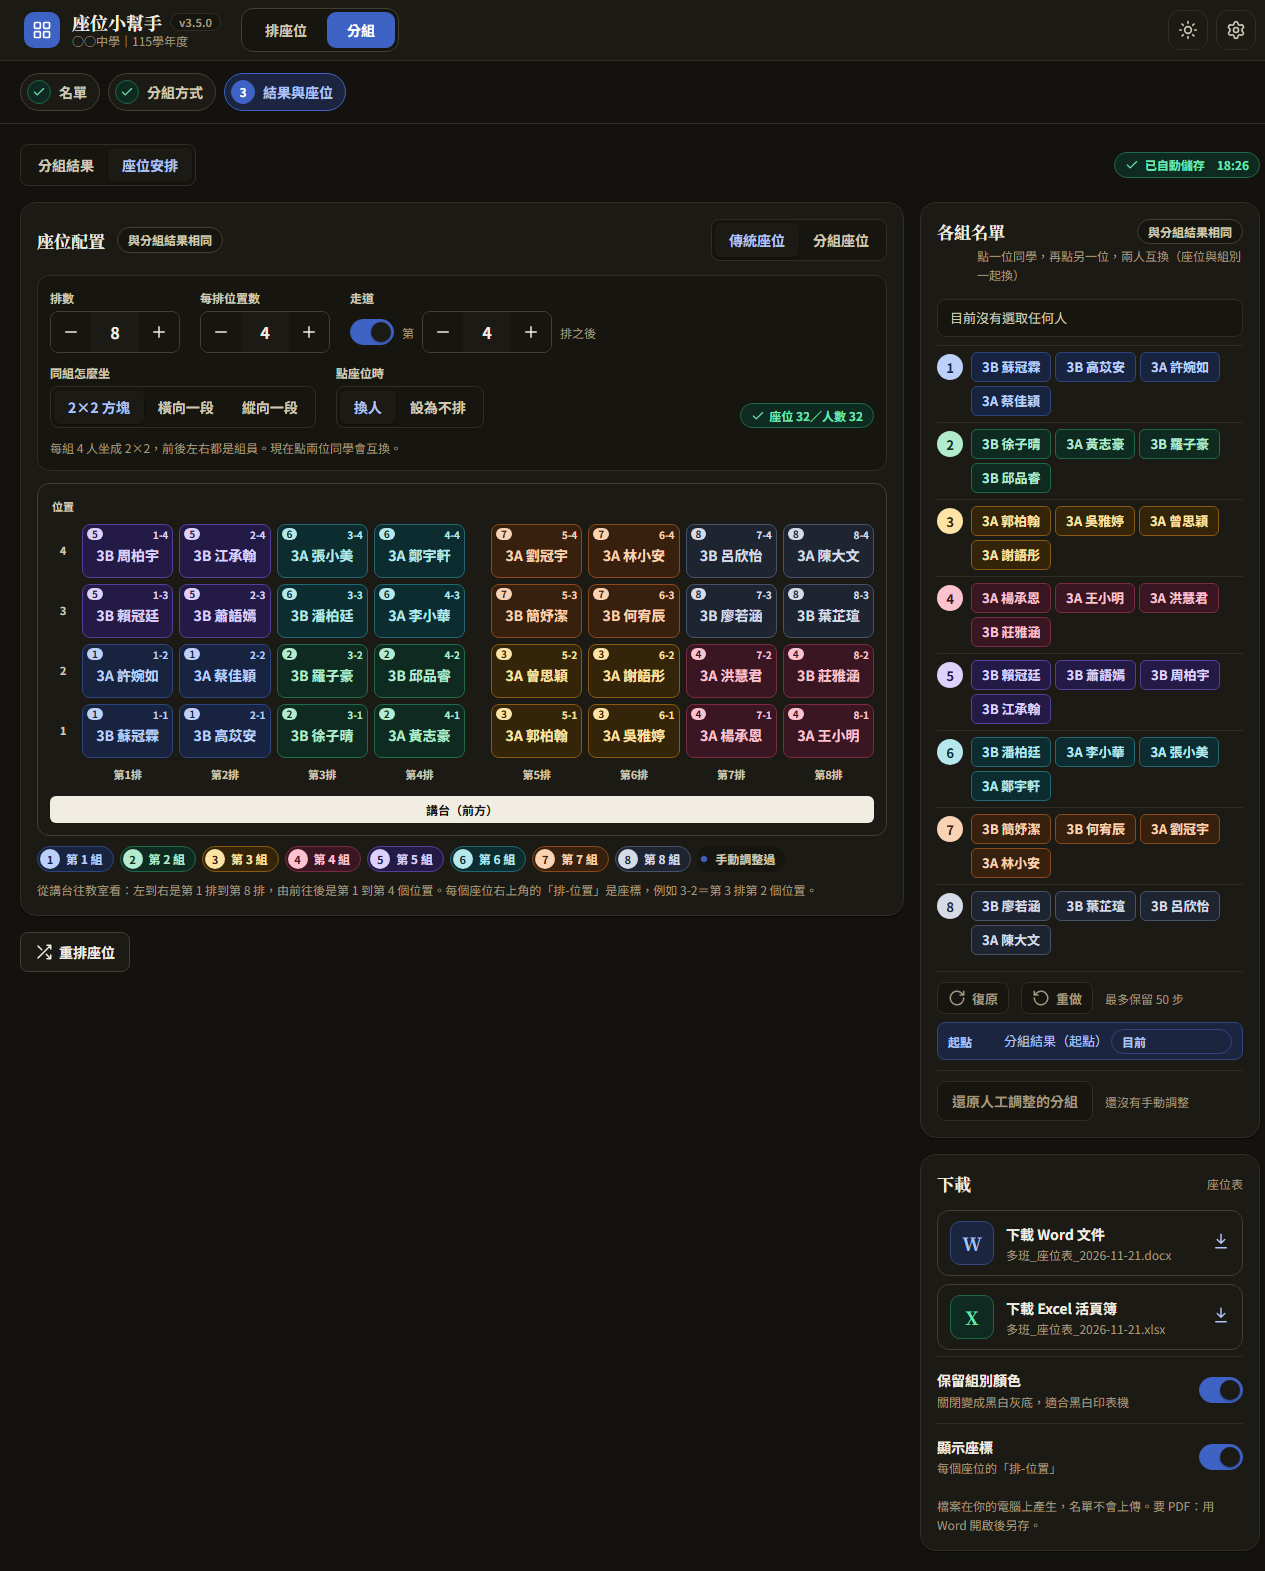 座位小幫手 v3.5.0
〇〇中學｜115學年度
排座位 分組
名單 分組方式 3 結果與座位
分組結果 座位安排
已自動儲存 18:26
座位配置 與分組結果相同
傳統座位 分組座位
排數 每排位置數 走道
− 8 + − 4 + 第 − 4 + 排之後
同組怎麼坐 點座位時
2×2 方塊 橫向一段 縱向一段 換人 設為不排
座位 32／人數 32
每組 4 人坐成 2×2，前後左右都是組員。現在點兩位同學會互換。
位置
5 1-4 5 2-4 6 3-4 6 4-4 7 5-4 7 6-4 8 7-4 8 8-4
4 3B 周柏宇 3B 江承翰 3A 張小美 3A 鄭宇軒 3A 劉冠宇 3A 林小安 3B 呂欣怡 3A 陳大文
5 1-3 5 2-3 6 3-3 6 4-3 7 5-3 7 6-3 8 7-3 8 8-3
3 3B 賴冠廷 3B 蕭語嫣 3B 潘柏廷 3A 李小華 3B 簡妤潔 3B 何宥辰 3B 廖若涵 3B 葉芷瑄
1 1-2 1 2-2 2 3-2 2 4-2 3 5-2 3 6-2 4 7-2 4 8-2
2 3A 許婉如 3A 蔡佳穎 3B 羅子豪 3B 邱品睿 3A 曾思穎 3A 謝語彤 3A 洪慧君 3B 莊雅涵
1 1-1 1 2-1 2 3-1 2 4-1 3 5-1 3 6-1 4 7-1 4 8-1
1 3B 蘇冠霖 3B 高苡安 3B 徐子晴 3A 黃志豪 3A 郭柏翰 3A 吳雅婷 3A 楊承恩 3A 王小明
第1排 第2排 第3排 第4排 第5排 第6排 第7排 第8排
講台（前方）
1 第 1 組 2 第 2 組 3 第 3 組 4 第 4 組 5 第 5 組 6 第 6 組 7 第 7 組 8 第 8 組 手動調整過
從講台往教室看：左到右是第 1 排到第 8 排，由前往後是第 1 到第 4 個位置。每個座位右上角的「排-位置」是座標，例如 3-2＝第 3 排第 2 個位置。
重排座位
各組名單 與分組結果相同
點一位同學，再點另一位，兩人互換（座位與組別
一起換）
目前沒有選取任何人
1 3B 蘇冠霖 3B 高苡安 3A 許婉如
3A 蔡佳穎
2 3B 徐子晴 3A 黃志豪 3B 羅子豪
3B 邱品睿
3 3A 郭柏翰 3A 吳雅婷 3A 曾思穎
3A 謝語彤
4 3A 楊承恩 3A 王小明 3A 洪慧君
3B 莊雅涵
5 3B 賴冠廷 3B 蕭語嫣 3B 周柏宇
3B 江承翰
6 3B 潘柏廷 3A 李小華 3A 張小美
3A 鄭宇軒
7 3B 簡妤潔 3B 何宥辰 3A 劉冠宇
3A 林小安
8 3B 廖若涵 3B 葉芷瑄 3B 呂欣怡
3A 陳大文
復原 重做 最多保留 50 步
起點 分組結果（起點） 目前
還原人工調整的分組 還沒有手動調整
下載 座位表
W 下載 Word 文件
多班_座位表_2026-11-21.docx
X 下載 Excel 活頁簿
多班_座位表_2026-11-21.xlsx
保留組別顏色
關閉變成黑白灰底，適合黑白印表機
顯示座標
每個座位的「排-位置」
檔案在你的電腦上產生，名單不會上傳。要 PDF：用
Word 開啟後另存。